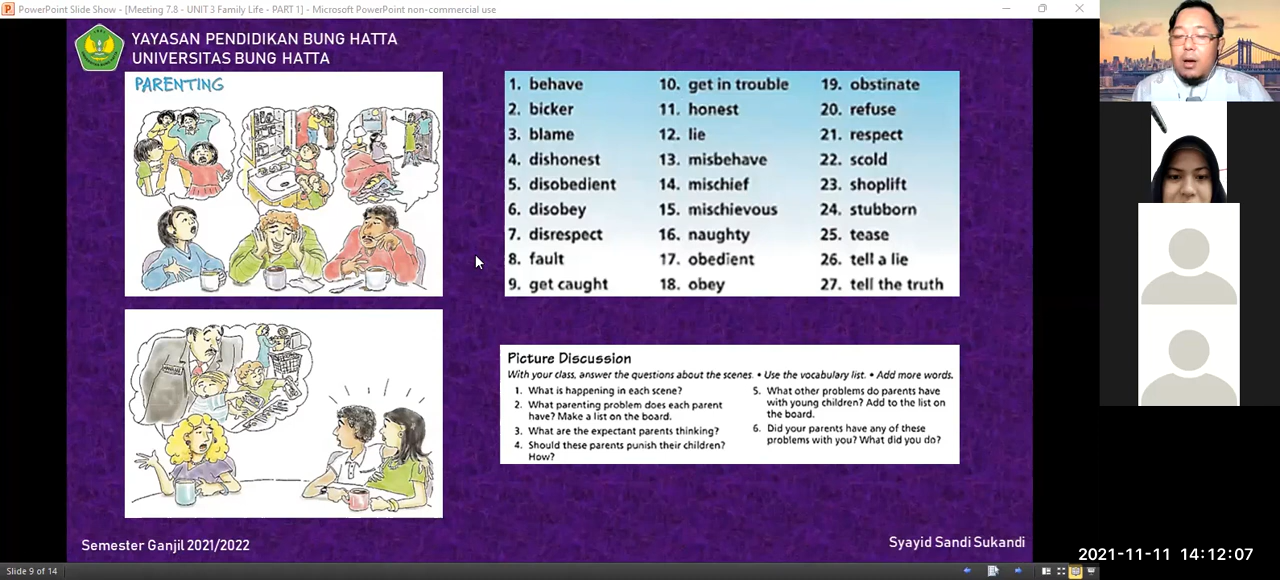 PowerPoint Slide Show - [Meeting 7.8 - UNIT 3 Family Life - PART 1] - Microsoft PowerPoint non-commercial use
YAYASAN PENDIDIKAN BUNG HATTA
UNIVERSITAS BUNG HATTA
PARENTING
1. behave
2. bicker
3. blame
4. dishonest
5. disobedient
6. disobey
7. disrespect
8. fault
9. get caught
10. get in trouble
11. honest
12. lie
13. misbehave
14. mischief
15. mischievous
16. naughty
17. obedient
18. obey
19. obstinate
20. refuse
21. respect
22. scold
23. shoplift
24. stubborn
25. tease
26. tell a lie
27. tell the truth
Picture Discussion
With your class, answer the questions about the scenes. • Use the vocabulary list. • Add more words.
1. What is happening in each scene?
2. What parenting problem does each parent
have? Make a list on the board.
3. What are the expectant parents thinking?
4. Should these parents punish their children?
How?
5. What other problems do parents have
with young children? Add to the list on
the board.
6. Did your parents have any of these
problems with you? What did you do?
Semester Ganjil 2021/2022
Syayid Sandi Sukandi
2021-11-11 14:12:07
Slide 9 of 14